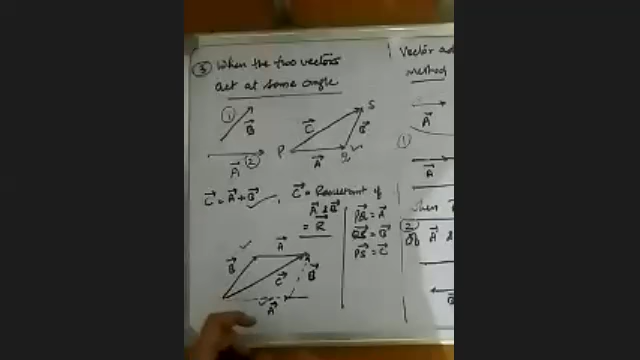 ③ When the two vectors
act at some angle
①
B⃗
A⃗ ②
P
C⃗
A⃗
Q
B⃗
S
C⃗ = A⃗ + B⃗
C⃗ = Resultant of
A⃗ & B⃗
= R⃗
PQ⃗ = A⃗
QS⃗ = B⃗
PS⃗ = C⃗
A⃗
B⃗
C⃗
B⃗
A⃗
Vector
method
A⃗
①
A⃗
When
②
A⃗ &
B⃗